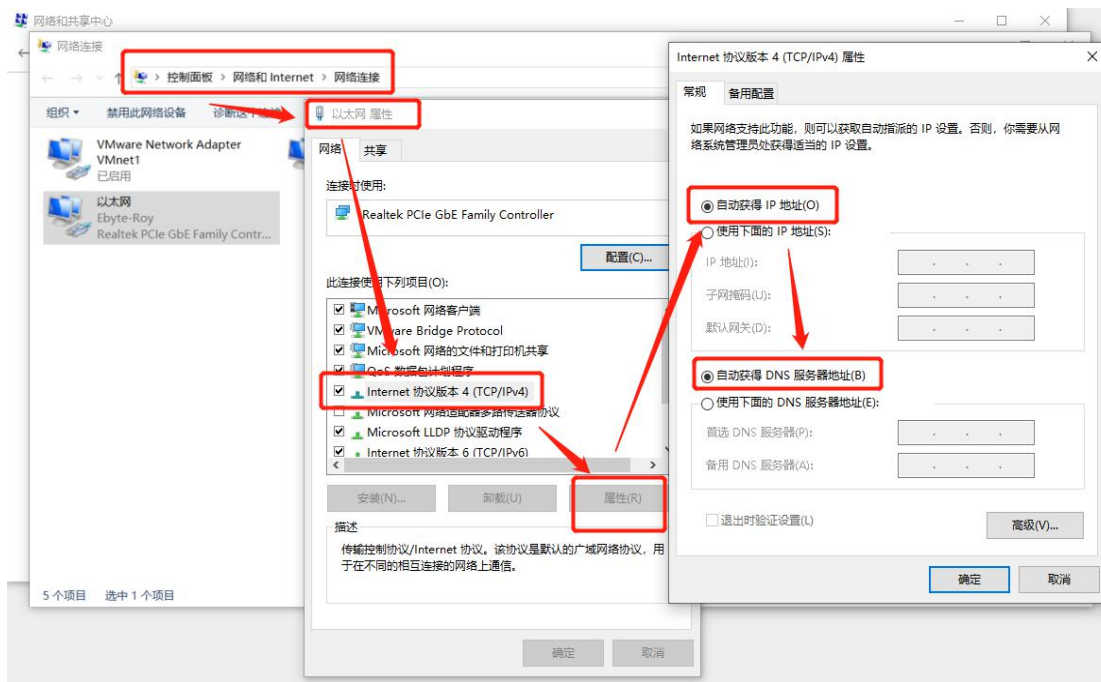 网络和共享中心
网络连接
控制面板 > 网络和 Internet > 网络连接
组织
禁用此网络设备
VMware Network Adapter
VMnet1
已启用
以太网
Ebyte-Roy
Realtek PCIe GbE Family Contr...
5 个项目 选中 1 个项目
以太网 属性
网络
共享
连接时使用:
Realtek PCIe GbE Family Controller
配置(C)...
此连接使用下列项目(O):
Microsoft 网络客户端
VMware Bridge Protocol
Microsoft 网络的文件和打印机共享
QoS 数据包计划程序
Internet 协议版本 4 (TCP/IPv4)
Microsoft 网络适配器多路传送器协议
Microsoft LLDP 协议驱动程序
Internet 协议版本 6 (TCP/IPv6)
安装(N)...
卸载(U)
属性(R)
描述
传输控制协议/Internet 协议。该协议是默认的广域网络协议，用
于在不同的相互连接的网络上通信。
确定
取消
Internet 协议版本 4 (TCP/IPv4) 属性
常规
备用配置
如果网络支持此功能，则可以获取自动指派的 IP 设置。否则，你需要从网
络系统管理员处获得适当的 IP 设置。
自动获得 IP 地址(O)
使用下面的 IP 地址(S):
IP 地址(I):
子网掩码(U):
默认网关(D):
自动获得 DNS 服务器地址(B)
使用下面的 DNS 服务器地址(E):
首选 DNS 服务器(P):
备用 DNS 服务器(A):
退出时验证设置(L)
高级(V)...
确定
取消